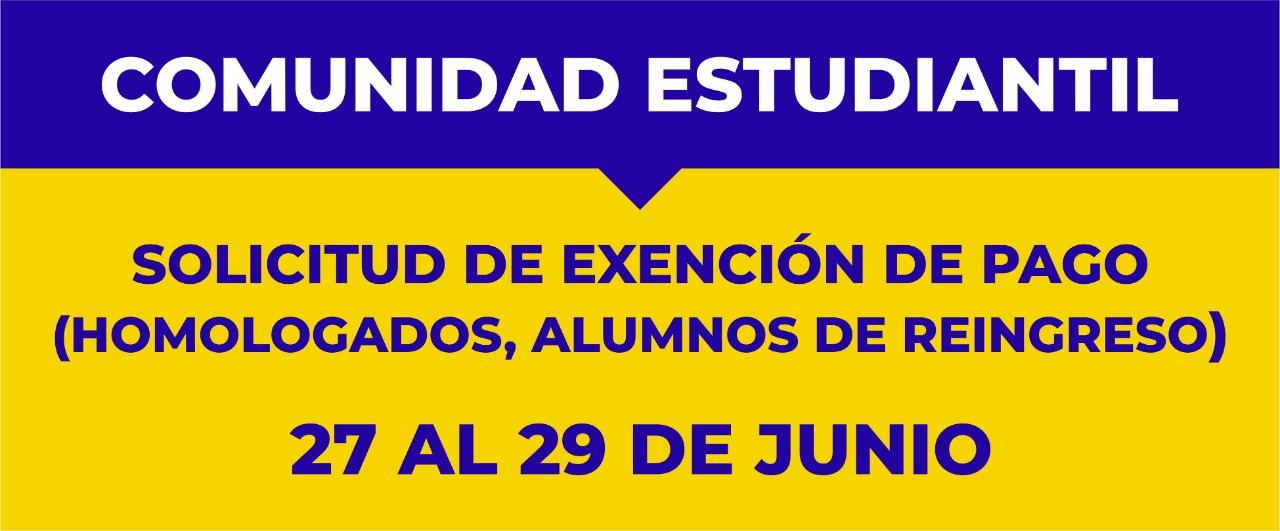 COMUNIDAD ESTUDIANTIL
SOLICITUD DE EXENCIÓN DE PAGO
(HOMOLOGADOS, ALUMNOS DE REINGRESO)
27 AL 29 DE JUNIO